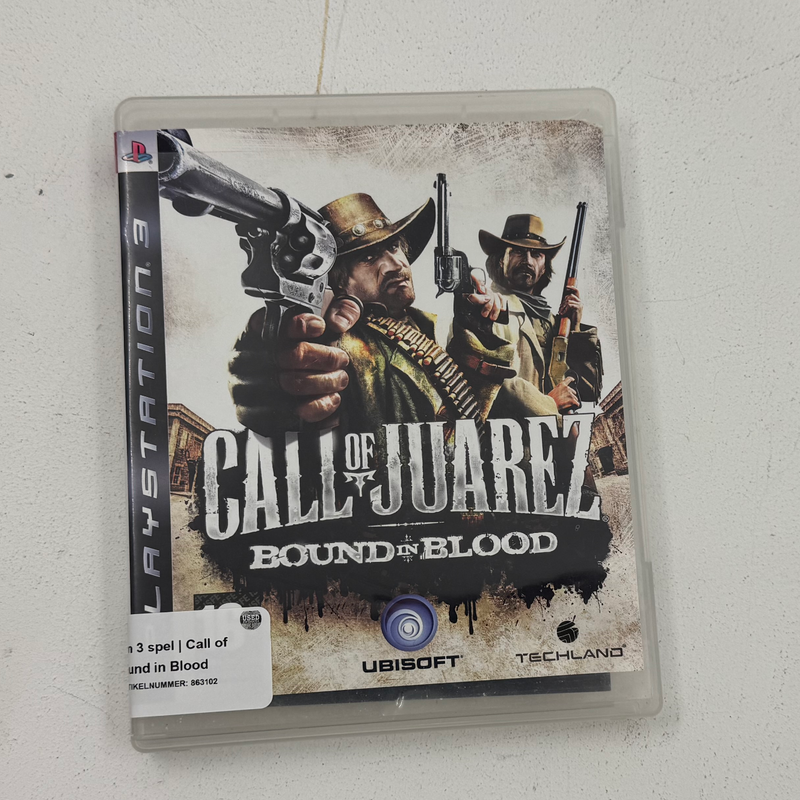 PLAYSTATION 3
CALL OF JUAREZ
BOUND IN BLOOD
USED
n 3 spel | Call of
und in Blood
TIKELNUMMER: 863102
UBISOFT
TECHLAND